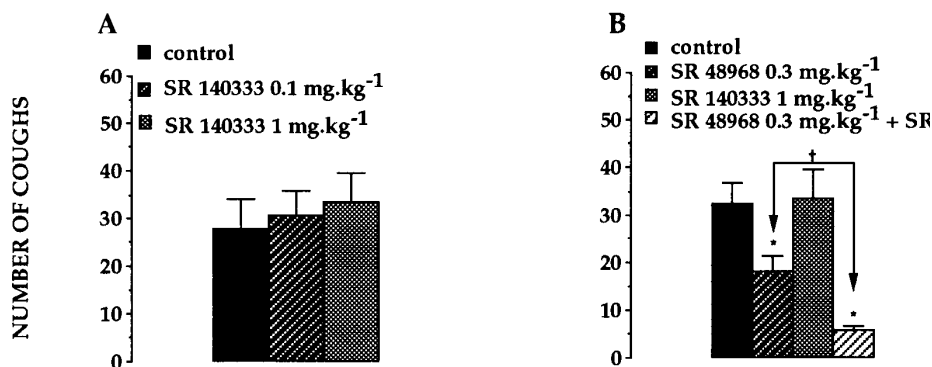 A
control
SR 140333 0.1 mg.kg-1
SR 140333 1 mg.kg-1
NUMBER OF COUGHS
60
50
40
30
20
10
0
B
control
SR 48968 0.3 mg.kg-1
SR 140333 1 mg.kg-1
SR 48968 0.3 mg.kg-1 + SR
60
50
40
30
20
10
0
†
*
*